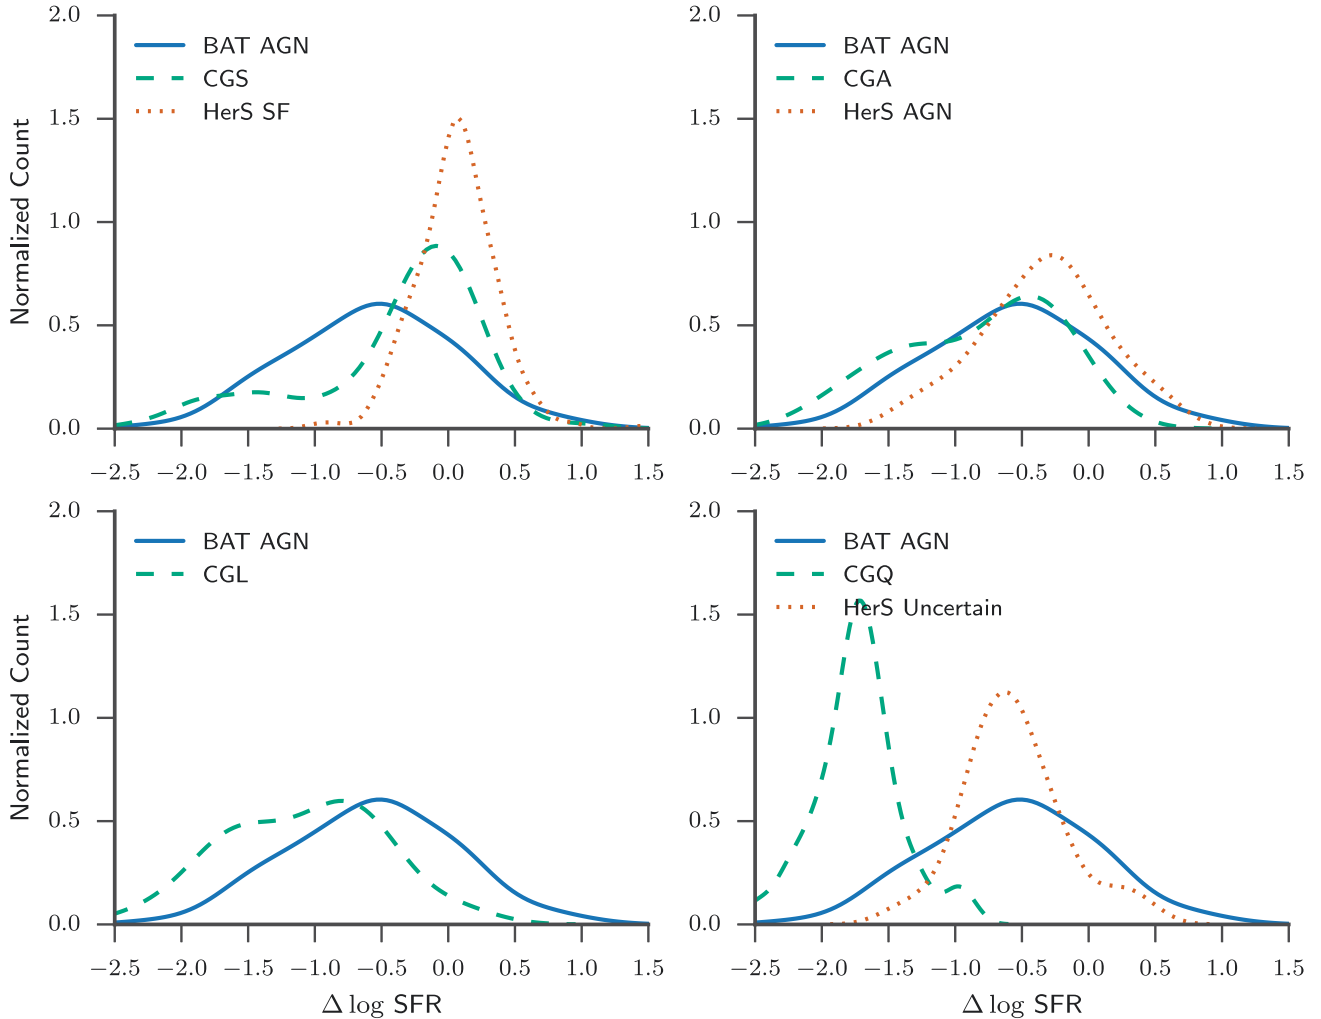 2.0
1.5
1.0
0.5
0.0
Normalized Count
BAT AGN
CGS
HerS SF
−2.5 −2.0 −1.5 −1.0 −0.5 0.0 0.5 1.0 1.5
2.0
1.5
1.0
0.5
0.0
BAT AGN
CGA
HerS AGN
−2.5 −2.0 −1.5 −1.0 −0.5 0.0 0.5 1.0 1.5
2.0
1.5
1.0
0.5
0.0
Normalized Count
BAT AGN
CGL
−2.5 −2.0 −1.5 −1.0 −0.5 0.0 0.5 1.0 1.5
Δ log SFR
2.0
1.5
1.0
0.5
0.0
BAT AGN
CGQ
HerS Uncertain
−2.5 −2.0 −1.5 −1.0 −0.5 0.0 0.5 1.0 1.5
Δ log SFR